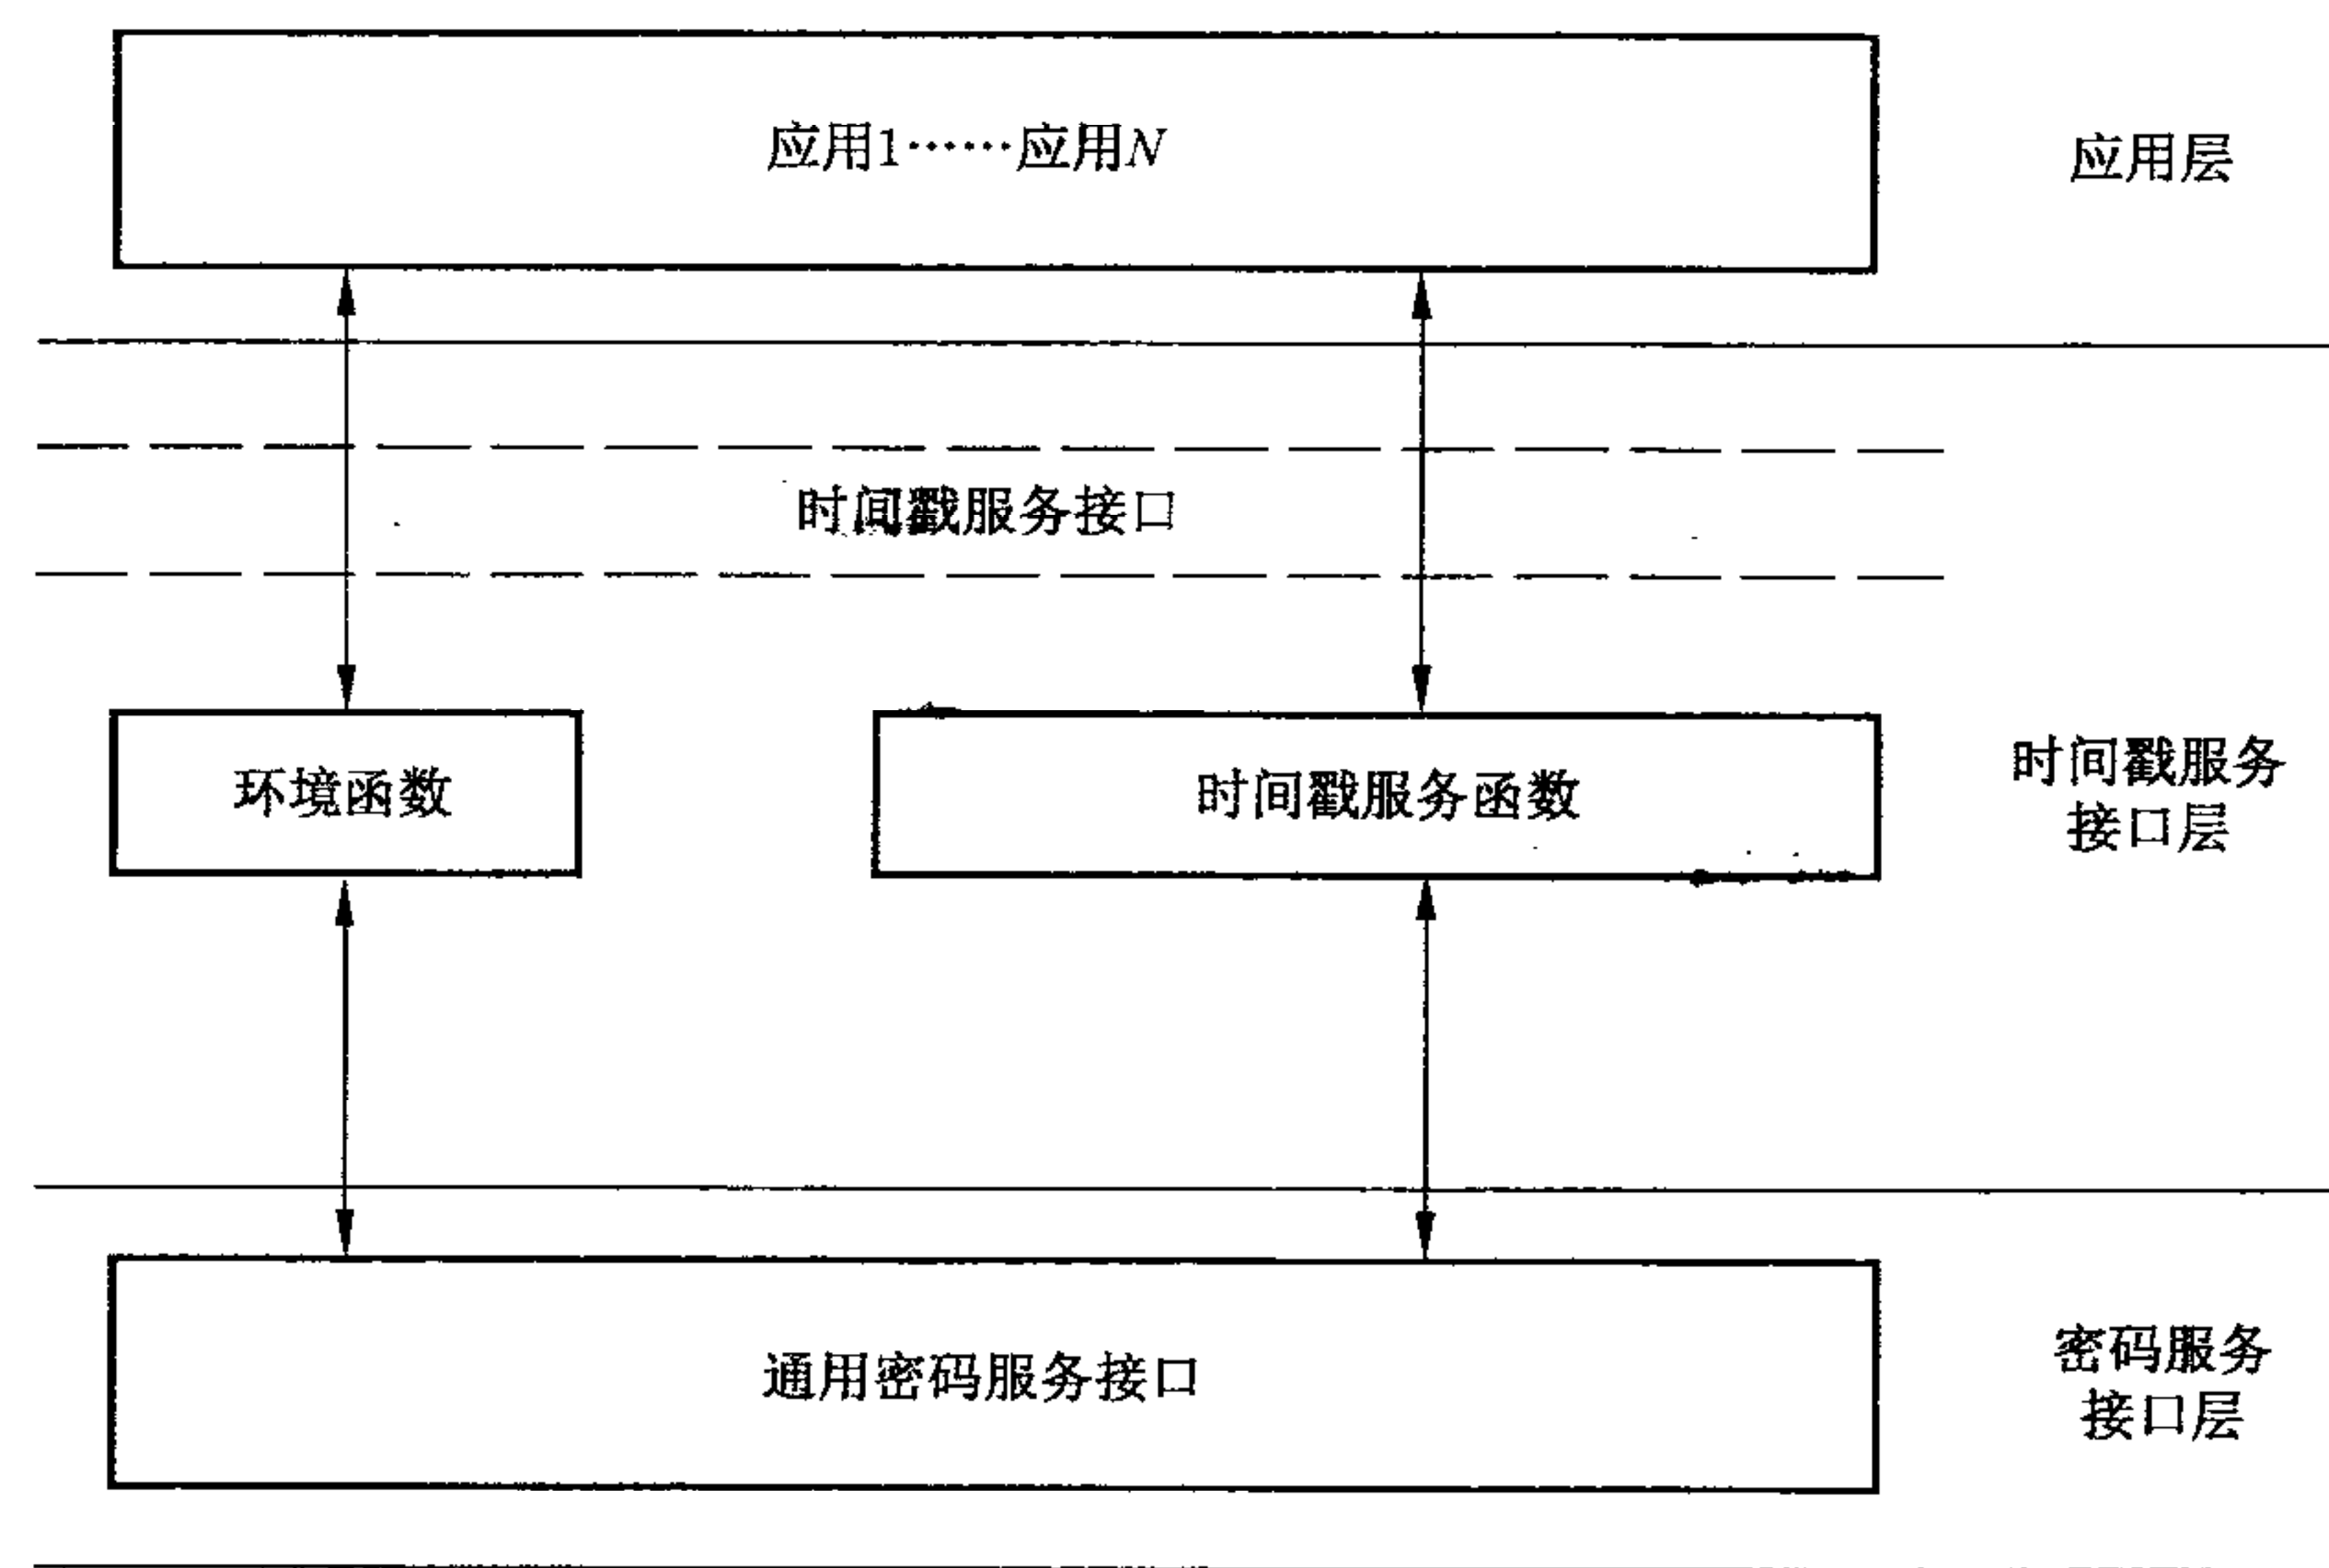 应用1……应用N
应用层
时间戳服务接口
环境函数
时间戳服务函数
时间戳服务
接口层
通用密码服务接口
密码服务
接口层